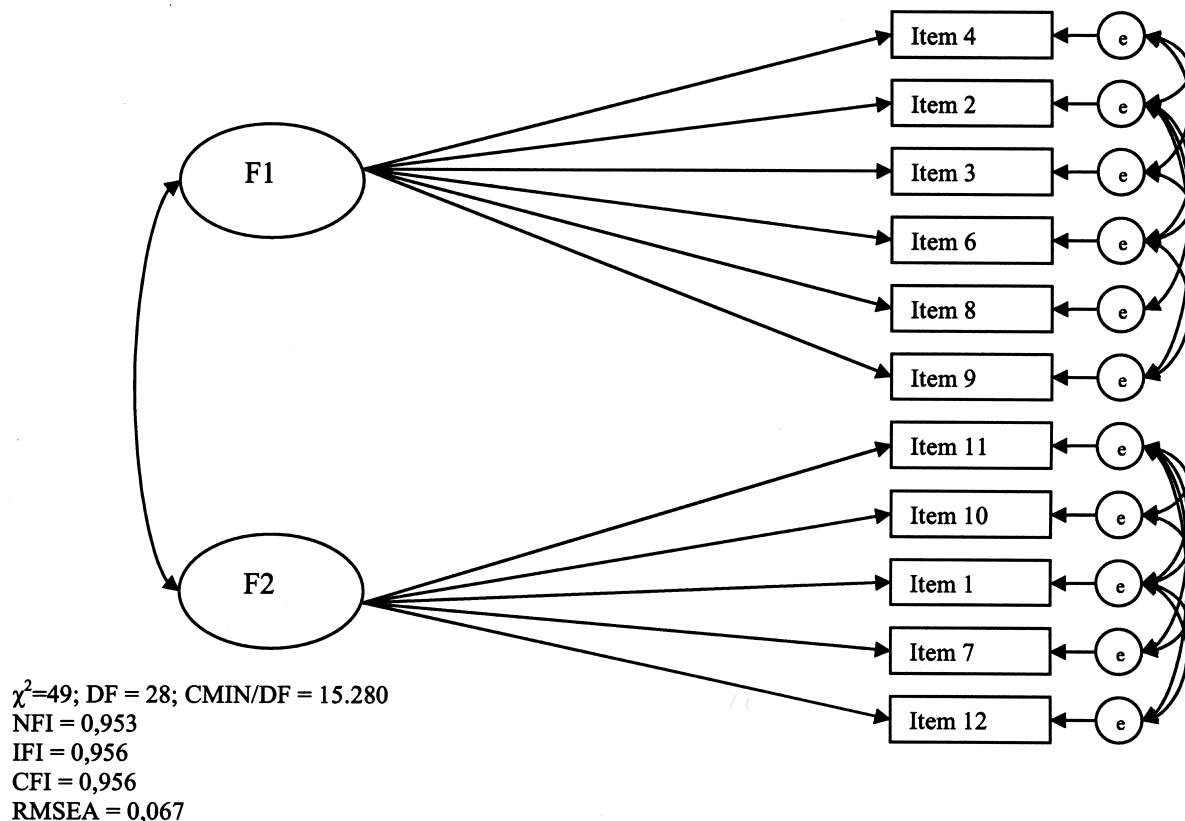 Item 4 e
Item 2 e
F1
Item 3 e
Item 6 e
Item 8 e
Item 9 e
Item 11 e
Item 10 e
F2
Item 1 e
Item 7 e
Item 12 e
χ²=49; DF = 28; CMIN/DF = 15.280
NFI = 0,953
IFI = 0,956
CFI = 0,956
RMSEA = 0,067